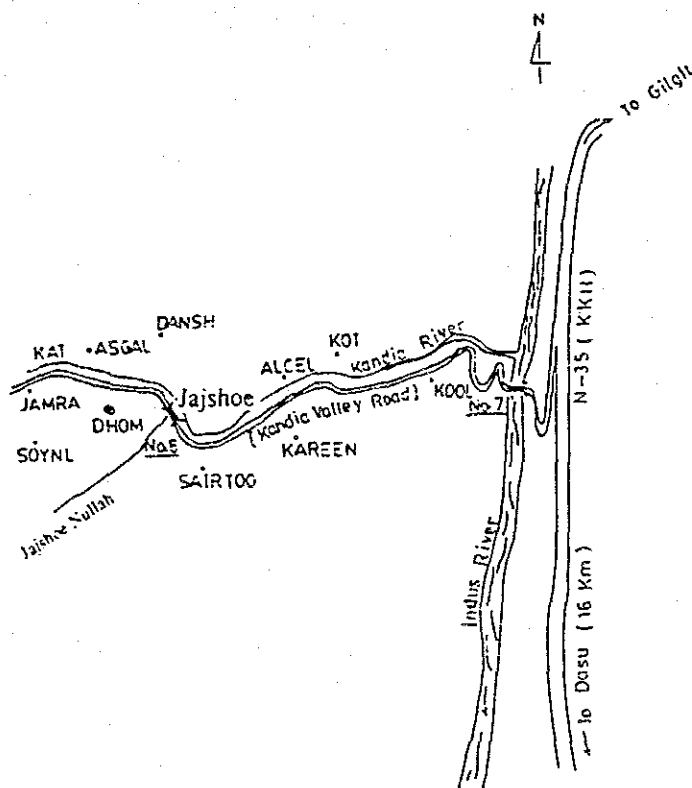 N
To Gilgit
N-35 (KKH)
DANSH
KAT
ASGAL
KOT
Kandia River
ALCEL
Jajshoe
JAMRA
DHOM
(Kandia Valley Road)
KOOL
No.7
No.5
KAREEN
SOYNL
SAIRTOO
Jajshoe Nullah
Indus River
To Dasu (16 Km)